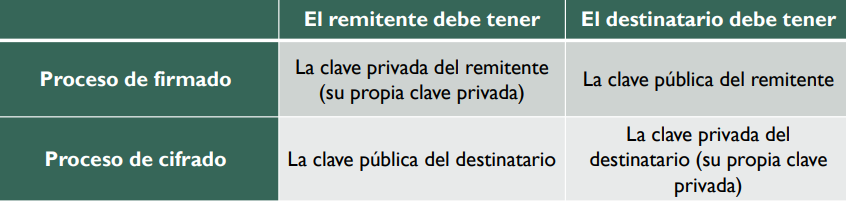 El remitente debe tener
El destinatario debe tener
Proceso de firmado
La clave privada del remitente
(su propia clave privada)
La clave pública del remitente
Proceso de cifrado
La clave pública del destinatario
La clave privada del
destinatario (su propia clave
privada)